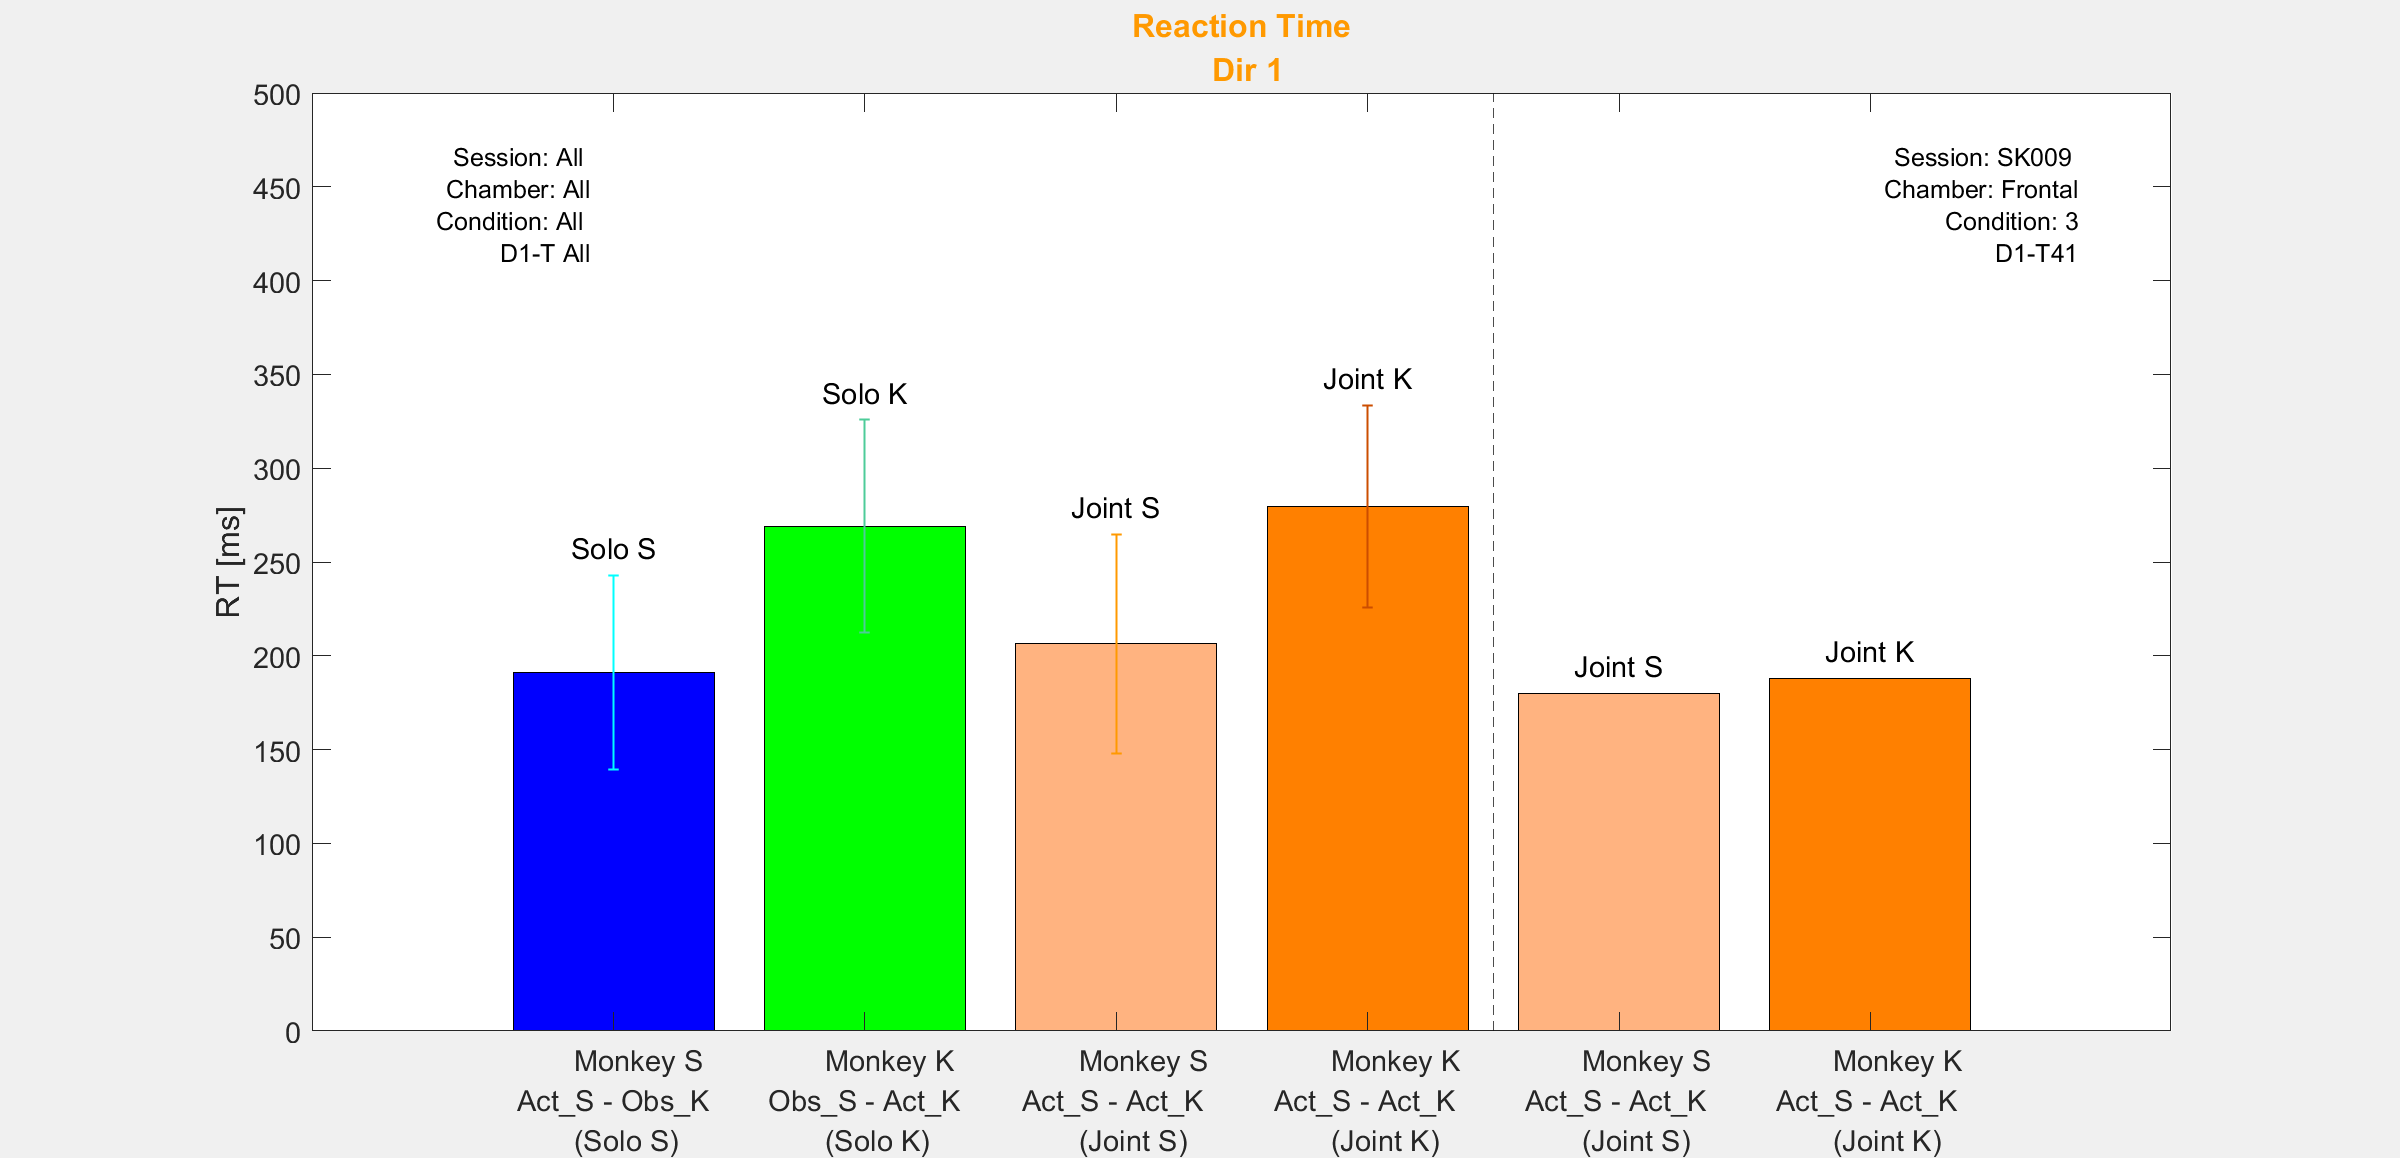 Reaction Time
Dir 1
500
450
400
350
300
250
200
150
100
50
0
RT [ms]
Session: All
Chamber: All
Condition: All
D1-T All
Session: SK009
Chamber: Frontal
Condition: 3
D1-T41
Solo S
Solo K
Joint S
Joint K
Joint S
Joint K
Monkey S
Act_S - Obs_K
(Solo S)
Monkey K
Obs_S - Act_K
(Solo K)
Monkey S
Act_S - Act_K
(Joint S)
Monkey K
Act_S - Act_K
(Joint K)
Monkey S
Act_S - Act_K
(Joint S)
Monkey K
Act_S - Act_K
(Joint K)